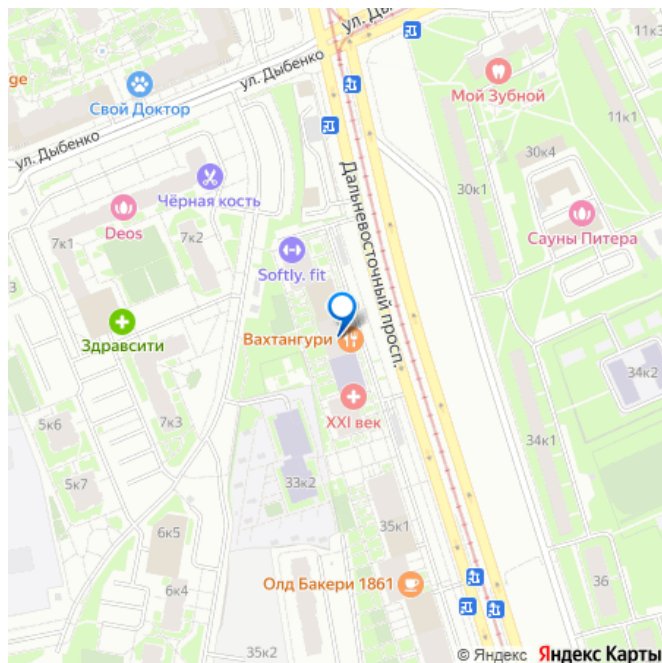 ул. Ды
11к3
ge
ул. Дыбенко
Мой Зубной
Свой Доктор
11к1
ул. Дыбенко
30к4
30к1
Чёрная кость
Дальневосточный просп.
Deos
7к1
7к2
Сауны Питера
Softly. fit
3
Вахтангури
Здравсити
34к2
XXI век
7к3
5к6
34к1
33к2
5к7
35к1
6к5
Олд Бакери 1861
36
6к4
35к2
© Яндекс Яндекс Карты